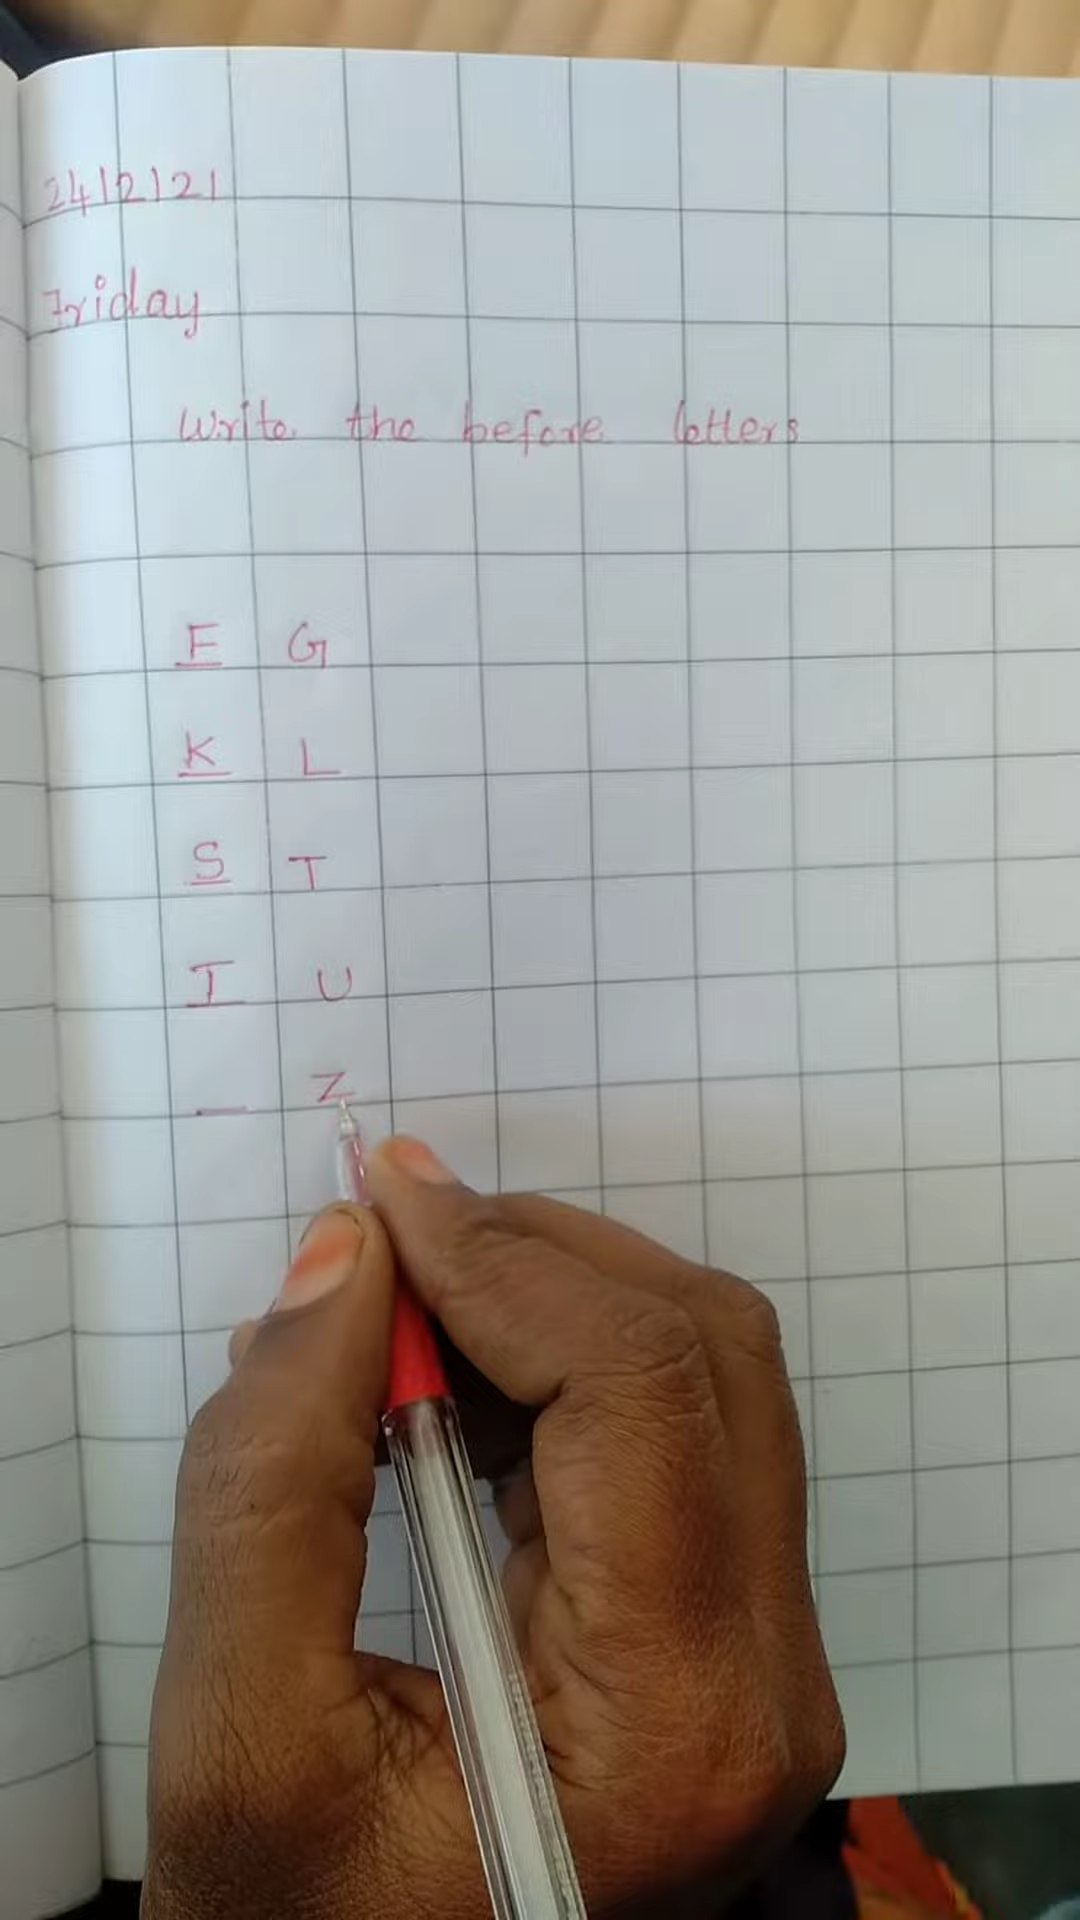 24/12/21
Friday
Write the before letters
F G
K L
S T
T U
_ Z